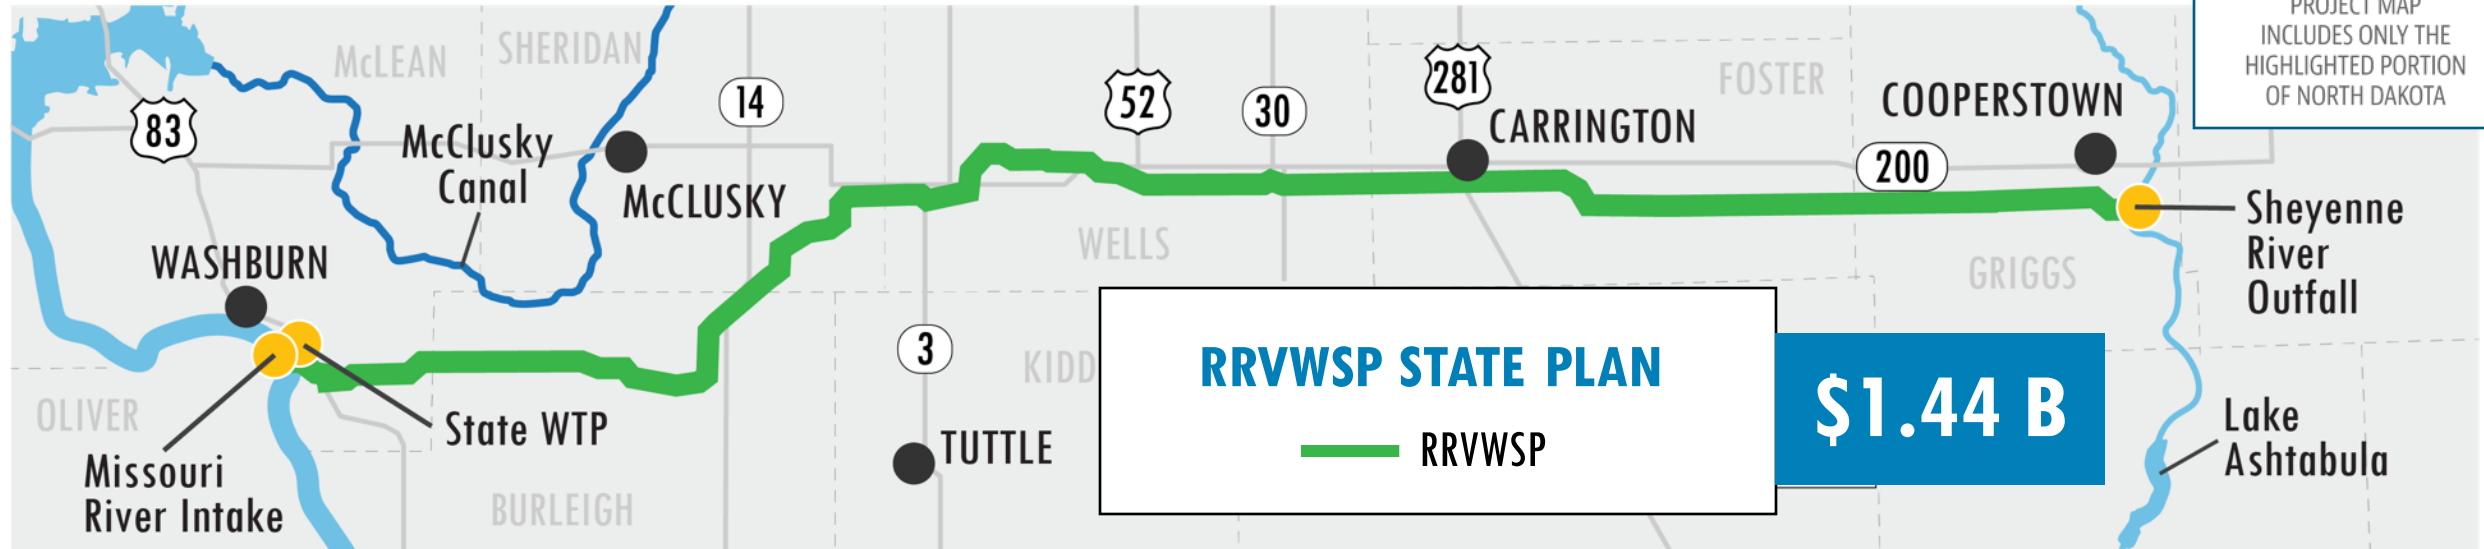 PROJECT MAP
INCLUDES ONLY THE
HIGHLIGHTED PORTION
OF NORTH DAKOTA
McLEAN
SHERIDAN
83
McClusky
Canal
McCLUSKY
14
52
30
281
CARRINGTON
FOSTER
COOPERSTOWN
200
WASHBURN
WELLS
GRIGGS
Sheyenne
River
Outfall
3
KIDD
OLIVER
State WTP
TUTTLE
Missouri
River Intake
BURLEIGH
RRVWSP STATE PLAN
RRVWSP
$1.44 B
Lake
Ashtabula